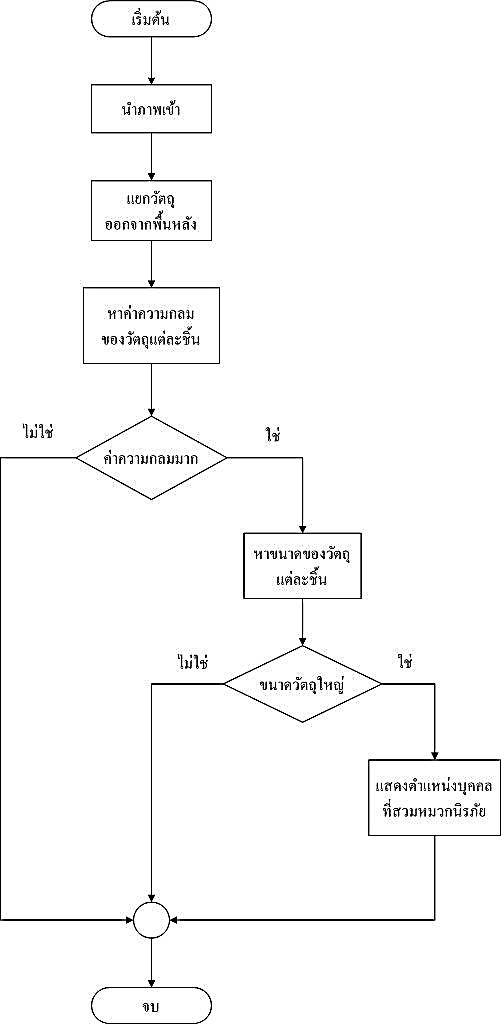 เริ่มต้น
นำภาพเข้า
แยกวัตถุ
ออกจากพื้นหลัง
หาค่าความกลม
ของวัตถุแต่ละชิ้น
ไม่ใช่
ใช่
ค่าความกลมมาก
หาขนาดของวัตถุ
แต่ละชิ้น
ไม่ใช่
ใช่
ขนาดวัตถุใหญ่
แสดงตำแหน่งบุคคล
ที่สวมหมวกนิรภัย
จบ